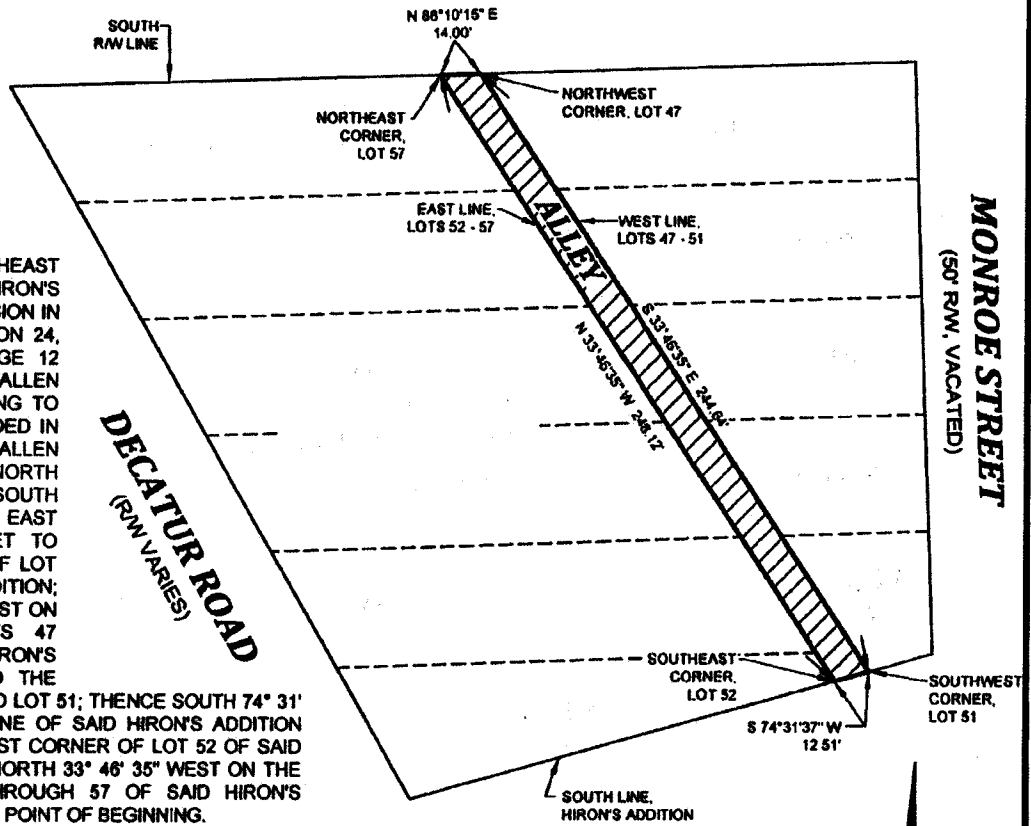 SOUTH
R/W LINE
N 86°10'15" E
14.00'
NORTHEAST
CORNER,
LOT 57
NORTHWEST
CORNER, LOT 47
EAST LINE,
LOTS 52 - 57
ALLEY
WEST LINE,
LOTS 47 - 51
S 33°46'35" E 244.64'
N 33°46'35" W 248.12'
MONROE STREET
(50' R/W, VACATED)
DECATUR ROAD
(R/W VARIES)
HEAST
IRON'S
SION IN
ON 24,
GE 12
ALLEN
NG TO
DED IN
ALLEN
NORTH
SOUTH
EAST
ET TO
F LOT
DITION;
ST ON
S 47
RON'S
THE
D LOT 51; THENCE SOUTH 74° 31'
NE OF SAID HIRON'S ADDITION
ST CORNER OF LOT 52 OF SAID
ORTH 33° 46' 35" WEST ON THE
HROUGH 57 OF SAID HIRON'S
POINT OF BEGINNING.
SOUTHEAST
CORNER,
LOT 52
SOUTHWEST
CORNER,
LOT 51
S 74°31'37" W
12 51'
SOUTH LINE,
HIRON'S ADDITION